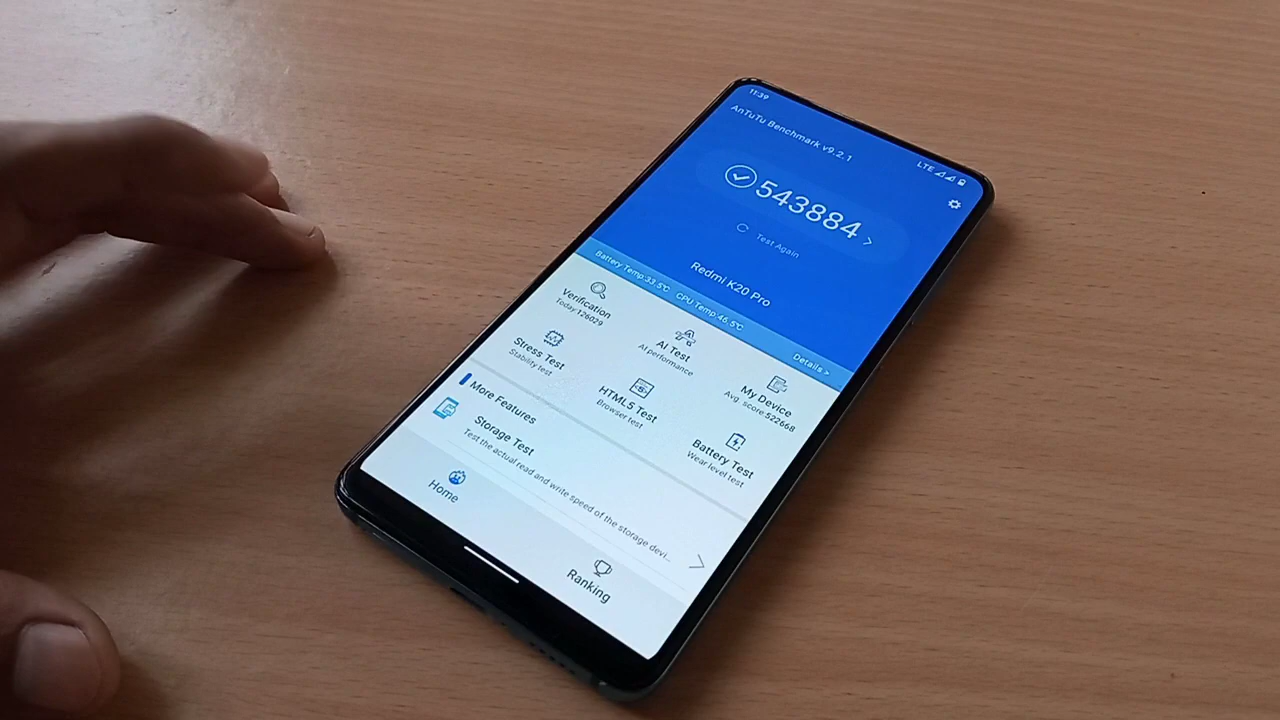 11:39
LTE
AnTuTu Benchmark v9.2.1
543884
Test Again
Redmi K20 Pro
Battery Temp:33.5℃ CPU Temp:46.5℃
Details >
Verification
Today:126029
AI Test
AI performance
My Device
Avg. score:522668
Stress Test
Stability test
HTML5 Test
Browser test
Battery Test
Wear level test
More Features
Storage Test
Test the actual read and write speed of the storage devi...
Home
Ranking